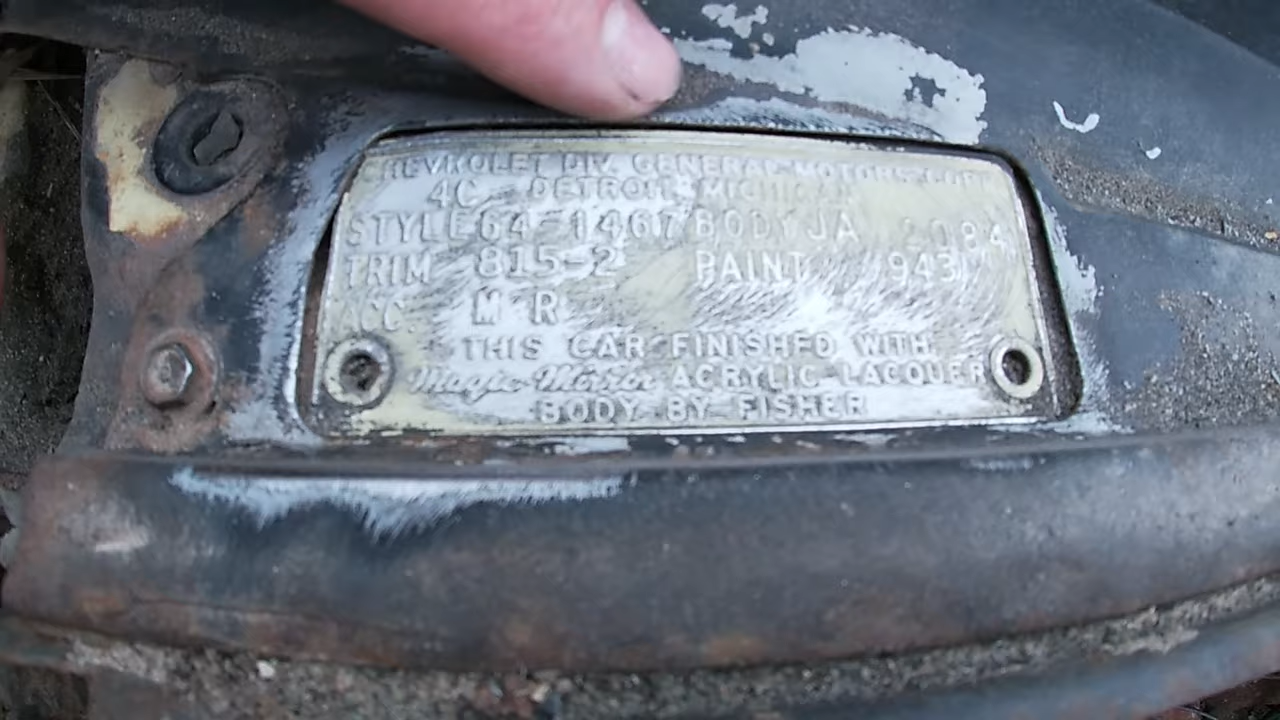 CHEVROLET DIV. GENERAL MOTORS CORP.
4C DETROIT, MICHIGAN
STYLE 64-1467 BODY JA 2084
TRIM 815-2 PAINT 943
ACC. M R
THIS CAR FINISHED WITH
Magic-Mirror ACRYLIC LACQUER
BODY BY FISHER